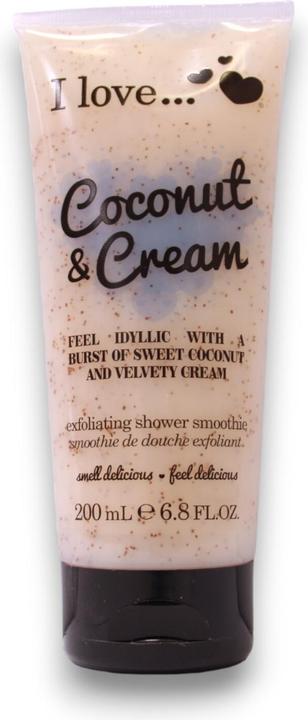 I love...
Coconut
& Cream
FEEL IDYLLIC WITH A
BURST OF SWEET COCONUT
AND VELVETY CREAM
exfoliating shower smoothie
smoothie de douche exfoliant
smell delicious feel delicious
200 mL ℮ 6.8 FL.OZ.